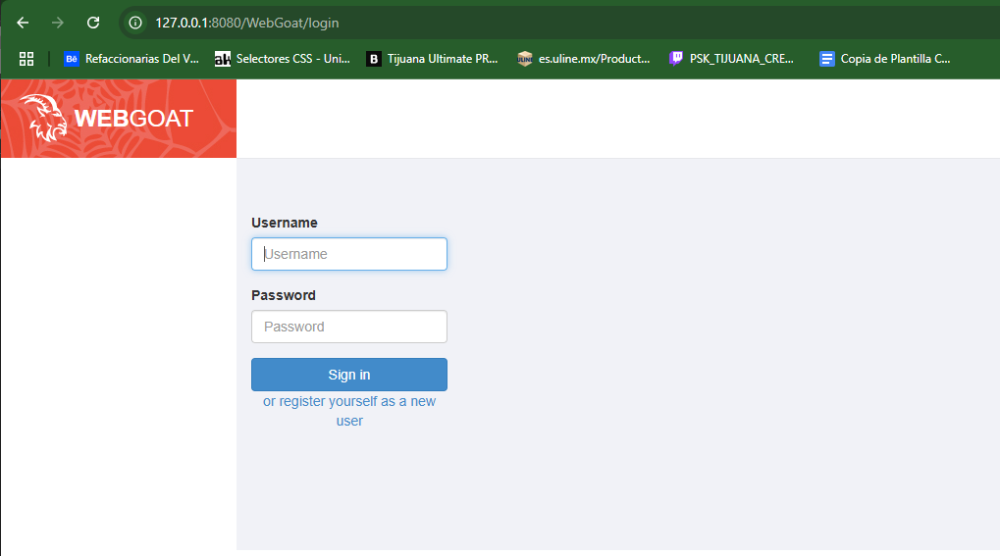 127.0.0.1:8080/WebGoat/login
Refaccionarias Del V...
Selectores CSS - Uni...
Tijuana Ultimate PR...
es.uline.mx/Product...
PSK_TIJUANA_CRE...
Copia de Plantilla C...
WEBGOAT
Username
Username
Password
Password
Sign in
or register yourself as a new
user